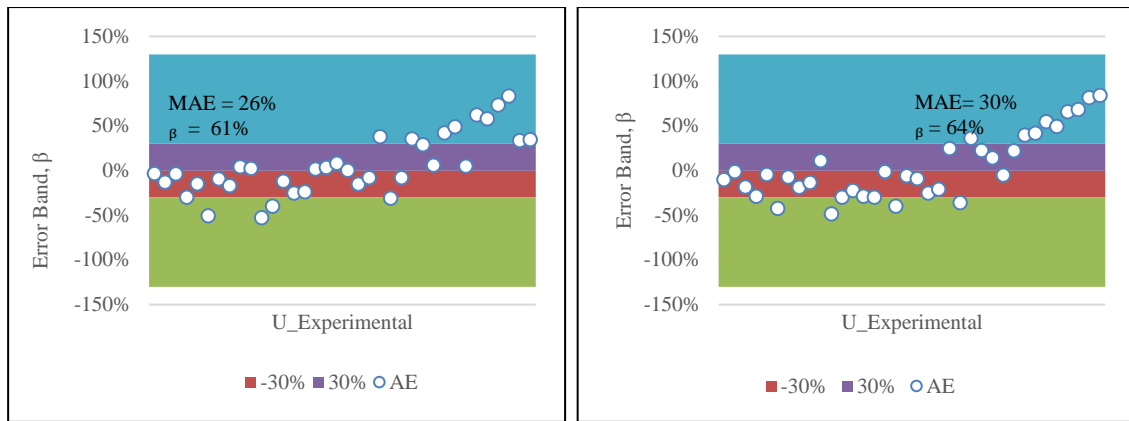 150%
100%
50%
0%
-50%
-100%
-150%
Error Band, β
MAE = 26%
β = 61%
U_Experimental
-30% 30% AE
150%
100%
50%
0%
-50%
-100%
-150%
Error Band, β
MAE= 30%
β = 64%
U_Experimental
-30% 30% AE